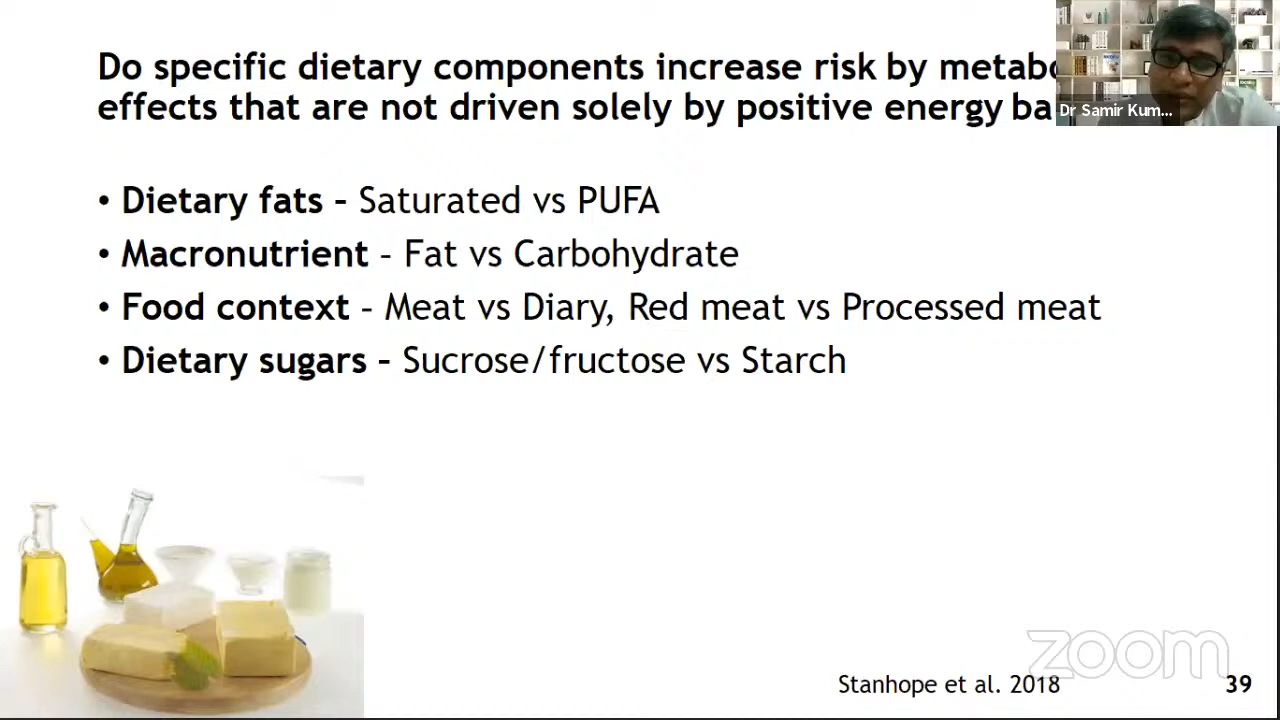 Do specific dietary components increase risk by metabo
effects that are not driven solely by positive energy ba
Dr Samir Kum...
• Dietary fats – Saturated vs PUFA
• Macronutrient – Fat vs Carbohydrate
• Food context – Meat vs Diary, Red meat vs Processed meat
• Dietary sugars – Sucrose/fructose vs Starch
zoom
Stanhope et al. 2018
39